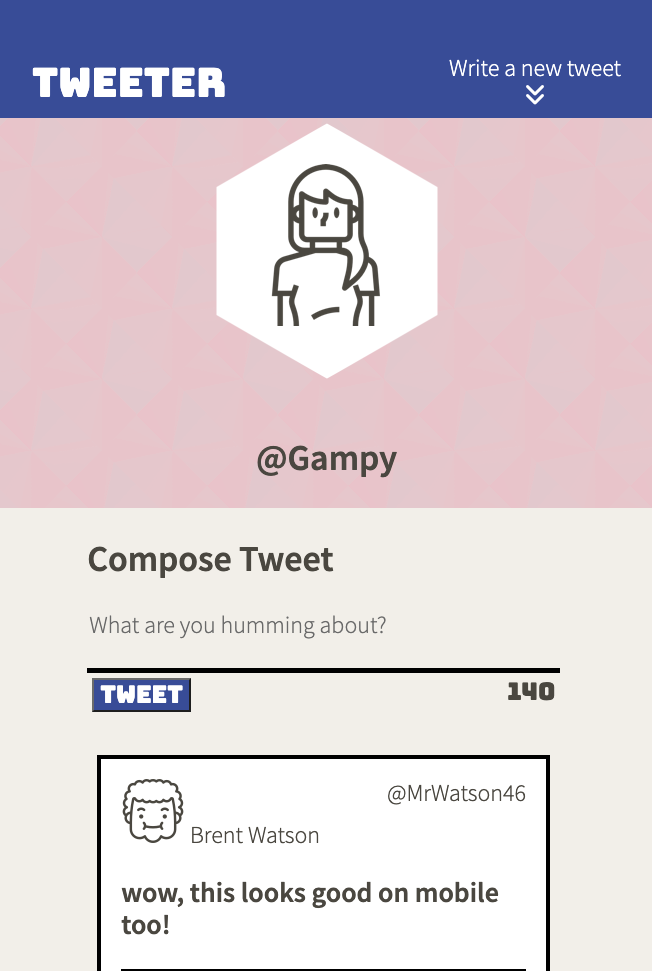 TWEETER
Write a new tweet
@Gampy
Compose Tweet
What are you humming about?
TWEET
140
@MrWatson46
Brent Watson
wow, this looks good on mobile
too!